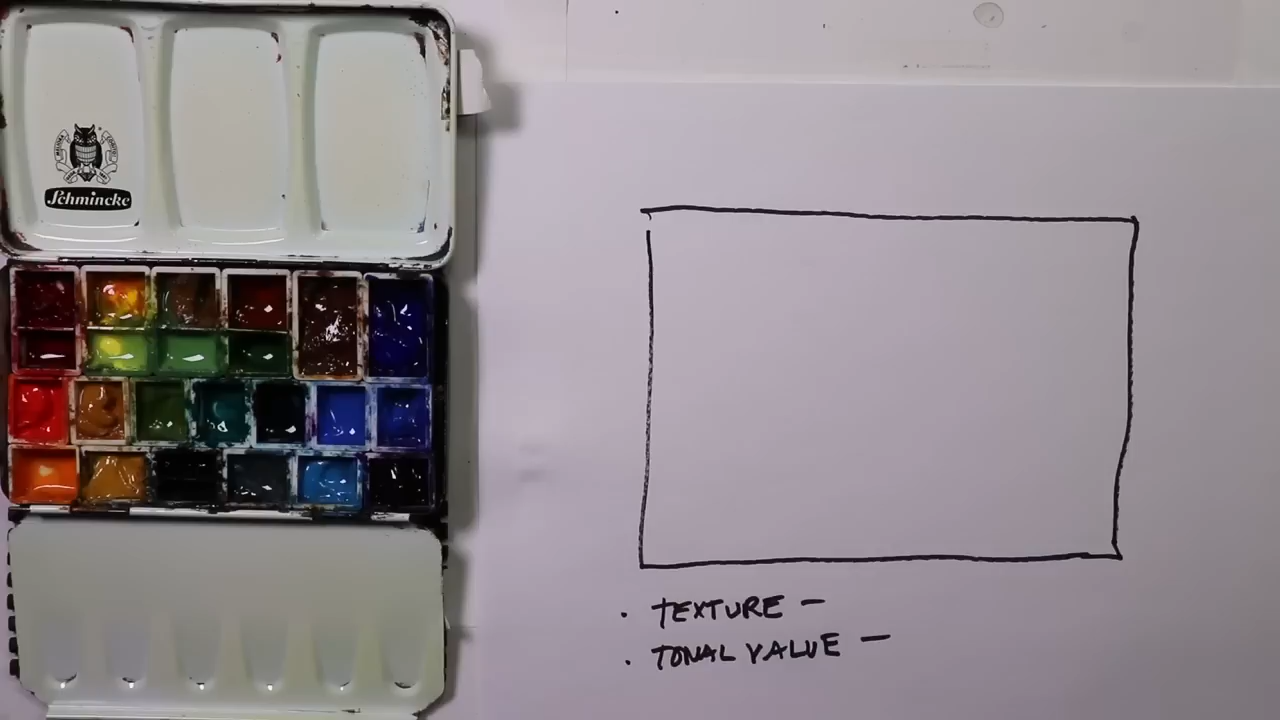 Schmincke
· TEXTURE —
· TONAL VALUE —